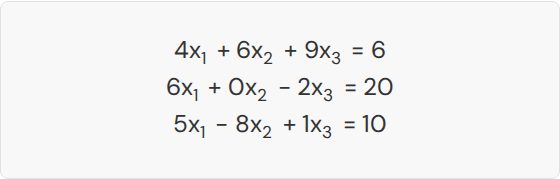 4x₁ + 6x₂ + 9x₃ = 6
6x₁ + 0x₂ − 2x₃ = 20
5x₁ − 8x₂ + 1x₃ = 10